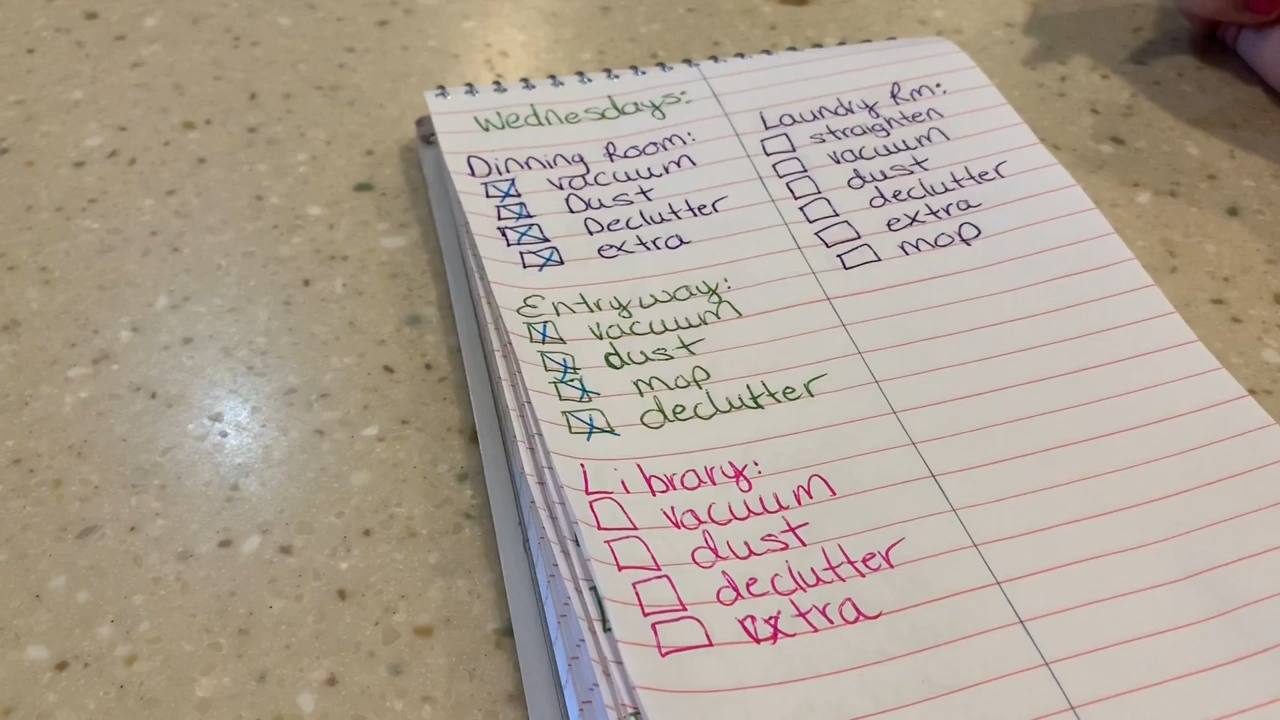 Wednesdays:
Dinning Room:
vacuum
Dust
Declutter
extra
Entryway:
vacuum
dust
mop
declutter
Library:
vacuum
dust
declutter
extra
Laundry Rm:
straighten
vacuum
dust
declutter
extra
mop